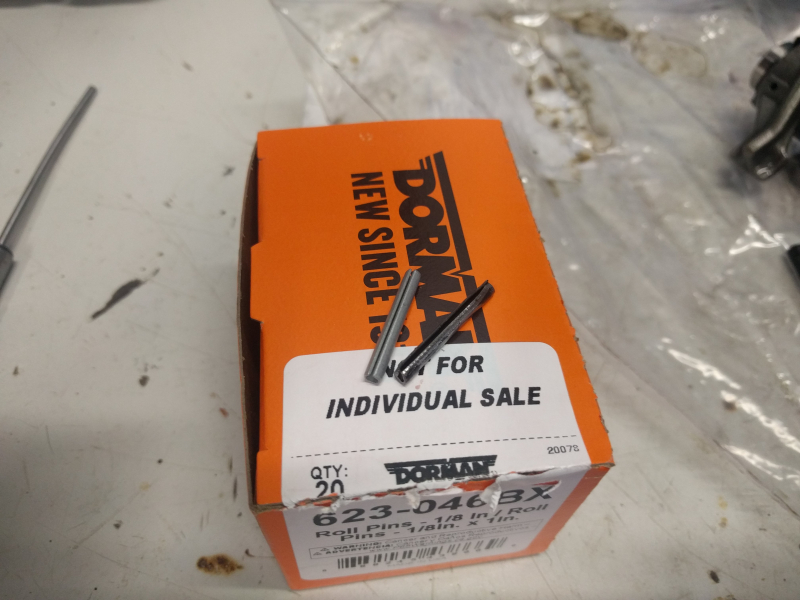 DORMAN
NEW SINCE
NOT FOR
INDIVIDUAL SALE
20078
QTY:
20
DORMAN
623-046BX
Roll Pins - 1/8 In / Roll
Pins - 1/8In. x 1In.
WARNING: